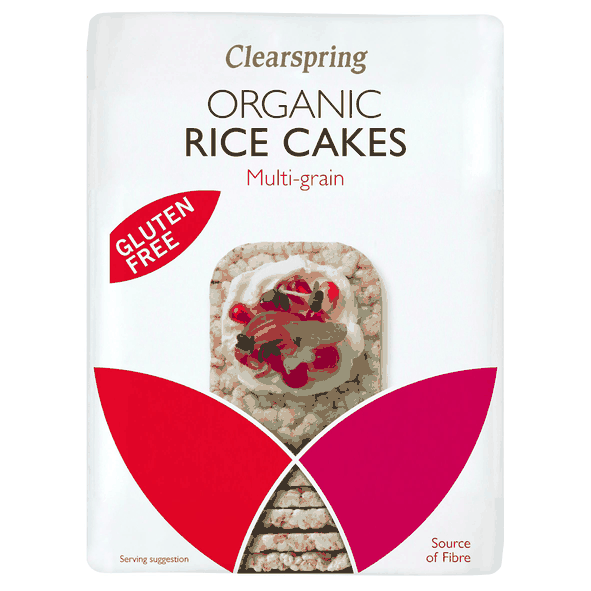 Clearspring
ORGANIC
RICE CAKES
Multi-grain
GLUTEN
FREE
Source
of Fibre
Serving suggestion